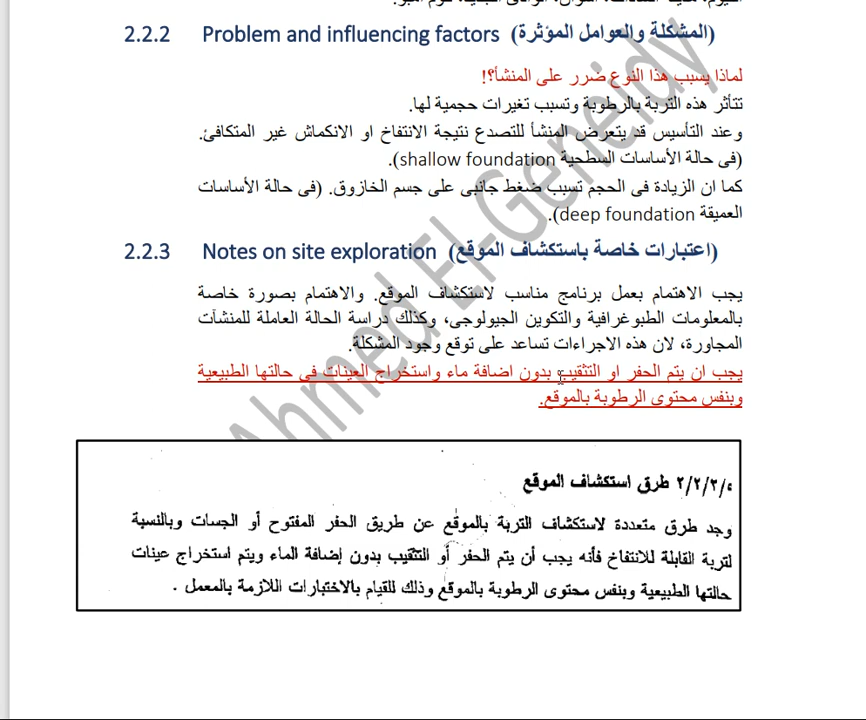 2.2.2 Problem and influencing factors (المشكلة والعوامل المؤثرة)
لماذا يسبب هذا النوع ضرر على المنشأ؟!
تتأثر هذه التربة بالرطوبة وتسبب تغيرات حجمية لها.
وعند التأسيس قد يتعرض المنشأ للتصدع نتيجة الانتفاخ او الانكماش غير المتكافئ.
(فى حالة الأساسات السطحية shallow foundation).
كما ان الزيادة فى الحجم تسبب ضغط جانبى على جسم الخازوق. (فى حالة الأساسات
العميقة deep foundation).
2.2.3 Notes on site exploration (اعتبارات خاصة باستكشاف الموقع)
يجب الاهتمام بعمل برنامج مناسب لاستكشاف الموقع. والاهتمام بصورة خاصة
بالمعلومات الطبوغرافية والتكوين الجيولوجى، وكذلك دراسة الحالة العاملة للمنشآت
المجاورة، لان هذه الاجراءات تساعد على توقع وجود المشكلة.
يجب ان يتم الحفر او التثقيب بدون اضافة ماء واستخراج العينات فى حالتها الطبيعية
وبنفس محتوى الرطوبة بالموقع.
٢/٢/٢/٤ طرق استكشاف الموقع
وجد طرق متعددة لاستكشاف التربة بالموقع عن طريق الحفر المفتوح أو الجسات وبالنسبة
لتربة القابلة للانتفاخ فأنه يجب أن يتم الحفر أو التثقيب بدون إضافة الماء ويتم استخراج عينات
حالتها الطبيعية وبنفس محتوى الرطوبة بالموقع وذلك للقيام بالاختبارات اللازمة بالمعمل .
Ahmed El-Geneidy